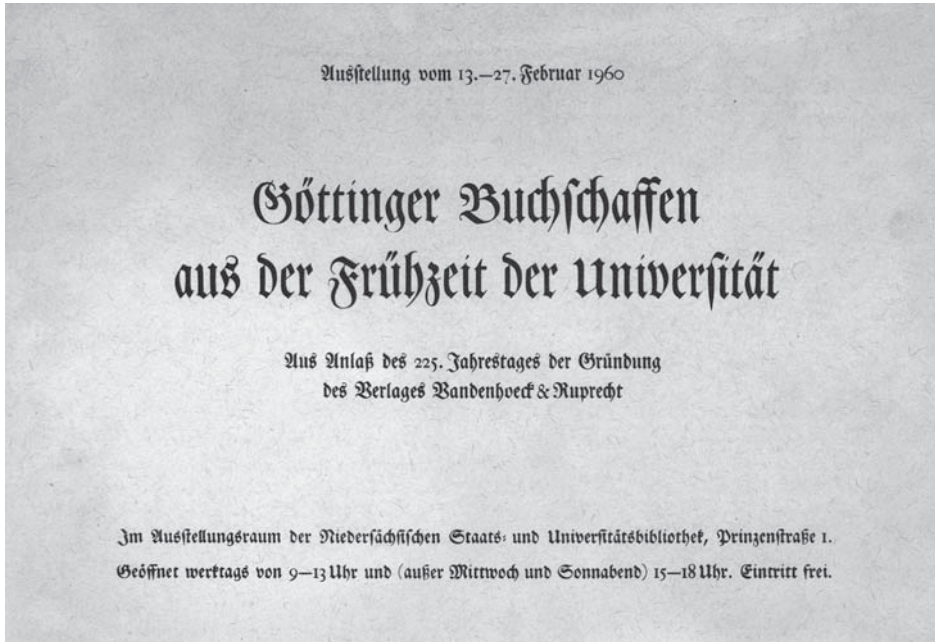 Ausstellung vom 13.—27. Februar 1960
Göttinger Buchschaffen
aus der Frühzeit der Universität
Aus Anlaß des 225. Jahrestages der Gründung
des Verlages Vandenhoeck & Ruprecht
Im Ausstellungsraum der Niedersächsischen Staats- und Universitätsbibliothek, Prinzenstraße 1.
Geöffnet werktags von 9—13 Uhr und (außer Mittwoch und Sonnabend) 15—18 Uhr. Eintritt frei.